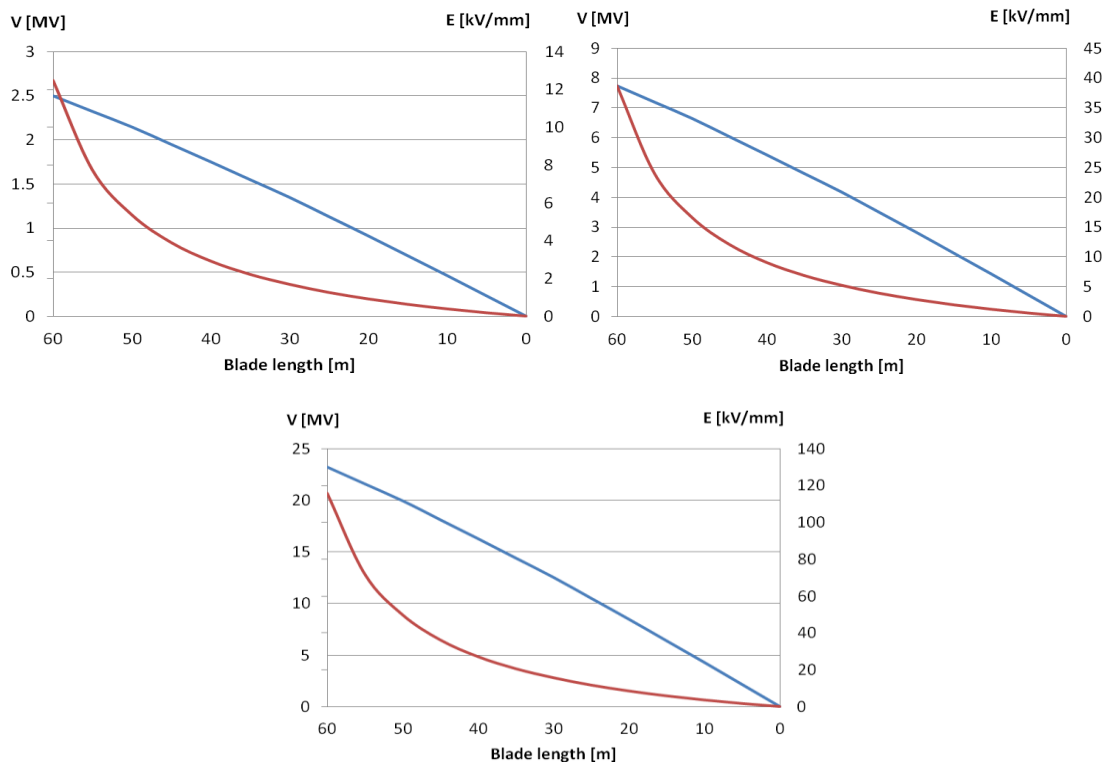 V [MV] E [kV/mm]
3 14
2.5 12
2 10
1.5 8
1 6
0.5 4
0 2
0
60 50 40 30 20 10 0
Blade length [m]
V [MV] E [kV/mm]
9 45
8 40
7 35
6 30
5 25
4 20
3 15
2 10
1 5
0 0
60 50 40 30 20 10 0
Blade length [m]
V [MV] E [kV/mm]
25 140
20 120
15 100
10 80
5 60
0 40
20
0
60 50 40 30 20 10 0
Blade length [m]